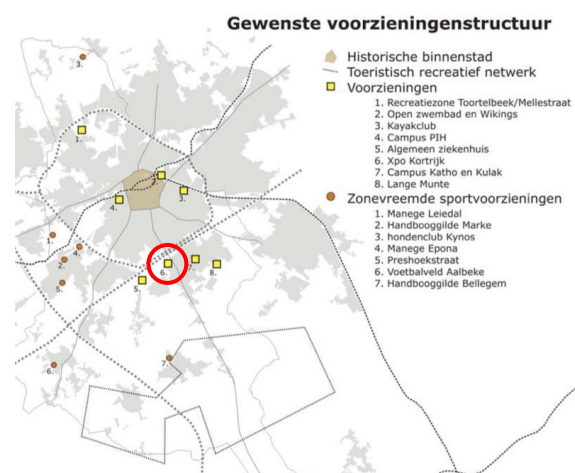 Gewenste voorzieningenstructuur
Historische binnenstad
Toeristisch recreatief netwerk
Voorzieningen
1. Recreatiezone Toortelbeek/Mellestraat
2. Open zwembad en Wikings
3. Kayakclub
4. Campus PIH
5. Algemeen ziekenhuis
6. Xpo Kortrijk
7. Campus Katho en Kulak
8. Lange Munte
Zonevreemde sportvoorzieningen
1. Manege Leiedal
2. Handbooggilde Marke
3. hondenclub Kynos
4. Manege Epona
5. Preshoekstraat
6. Voetbalveld Aalbeke
7. Handbooggilde Bellegem
3.
1.
2.
3.
4.
1.
4.
2.
5.
6.
7.
8.
5.
6.
7.